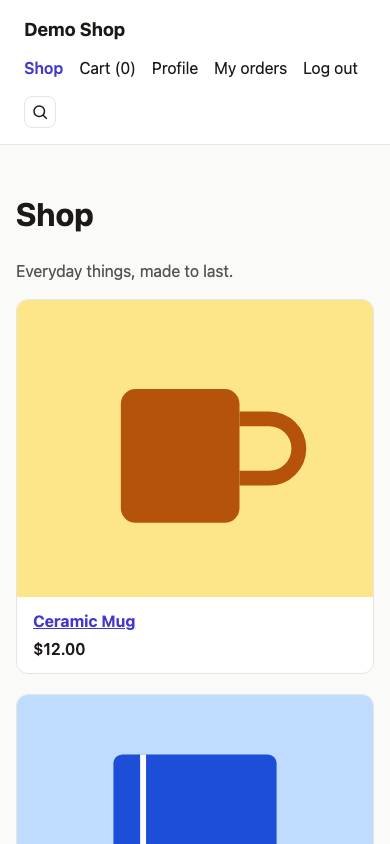 Demo Shop
Shop Cart (0) Profile My orders Log out
Shop
Everyday things, made to last.
Ceramic Mug
$12.00